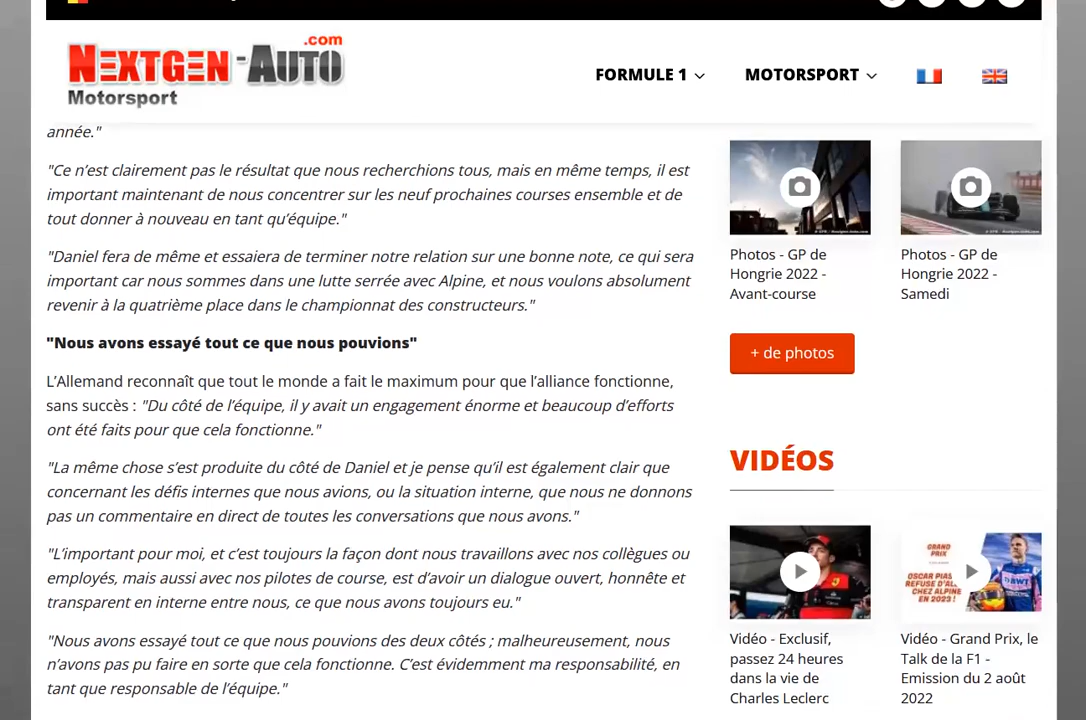 NEXTGEN-AUTO
.com
Motorsport
FORMULE 1
MOTORSPORT
année."
"Ce n’est clairement pas le résultat que nous recherchions tous, mais en même temps, il est
important maintenant de nous concentrer sur les neuf prochaines courses ensemble et de
tout donner à nouveau en tant qu’équipe."
"Daniel fera de même et essaiera de terminer notre relation sur une bonne note, ce qui sera
important car nous sommes dans une lutte serrée avec Alpine, et nous voulons absolument
revenir à la quatrième place dans le championnat des constructeurs."
"Nous avons essayé tout ce que nous pouvions"
L’Allemand reconnaît que tout le monde a fait le maximum pour que l’alliance fonctionne,
sans succès : "Du côté de l’équipe, il y avait un engagement énorme et beaucoup d’efforts
ont été faits pour que cela fonctionne."
"La même chose s’est produite du côté de Daniel et je pense qu’il est également clair que
concernant les défis internes que nous avions, ou la situation interne, que nous ne donnons
pas un commentaire en direct de toutes les conversations que nous avons."
"L’important pour moi, et c’est toujours la façon dont nous travaillons avec nos collègues ou
employés, mais aussi avec nos pilotes de course, est d’avoir un dialogue ouvert, honnête et
transparent en interne entre nous, ce que nous avons toujours eu."
"Nous avons essayé tout ce que nous pouvions des deux côtés ; malheureusement, nous
n’avons pas pu faire en sorte que cela fonctionne. C’est évidemment ma responsabilité, en
tant que responsable de l’équipe."
Photos - GP de
Hongrie 2022 -
Avant-course
Photos - GP de
Hongrie 2022 -
Samedi
+ de photos
VIDÉOS
GRAND
PRIX
OSCAR
REFUSE
CHEZ ALPINE
EN 2023 !
Vidéo - Exclusif,
passez 24 heures
dans la vie de
Charles Leclerc
Vidéo - Grand Prix, le
Talk de la F1 -
Emission du 2 août
2022